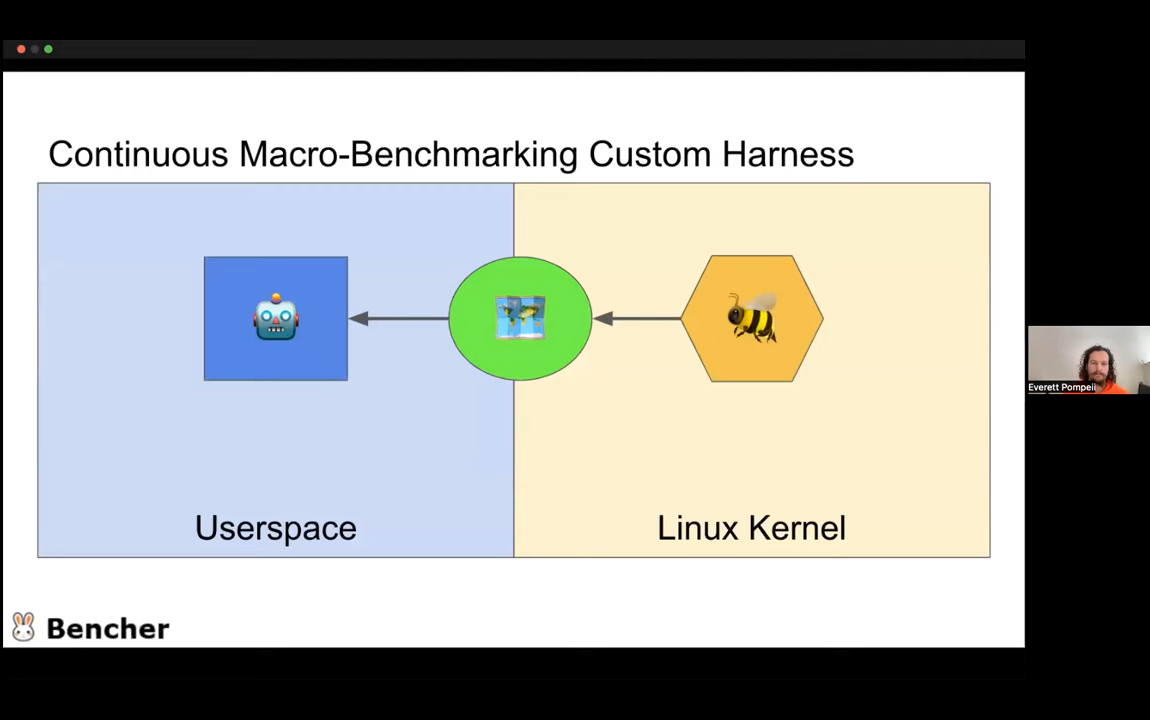 Continuous Macro-Benchmarking Custom Harness
Userspace
Linux Kernel
Bencher
Everett Pompeii